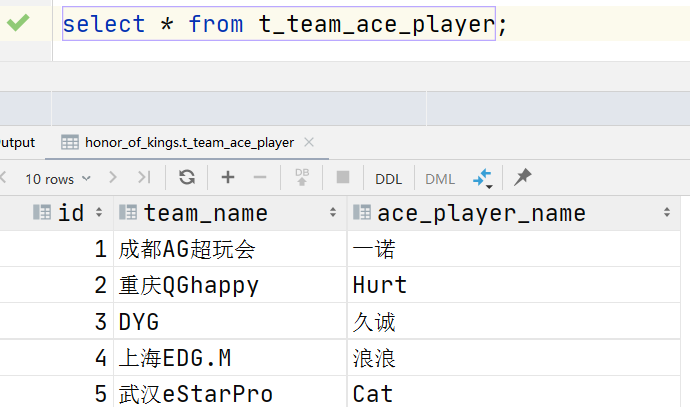 select * from t_team_ace_player;
output honor_of_kings.t_team_ace_player
10 rows DB DDL DML
id team_name ace_player_name
1 成都AG超玩会 一诺
2 重庆QGhappy Hurt
3 DYG 久诚
4 上海EDG.M 浪浪
5 武汉eStarPro Cat